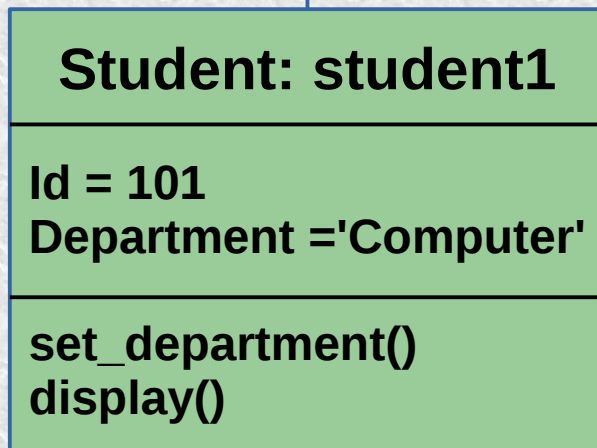 Student: student1
Id = 101
Department ='Computer'
set_department()
display()